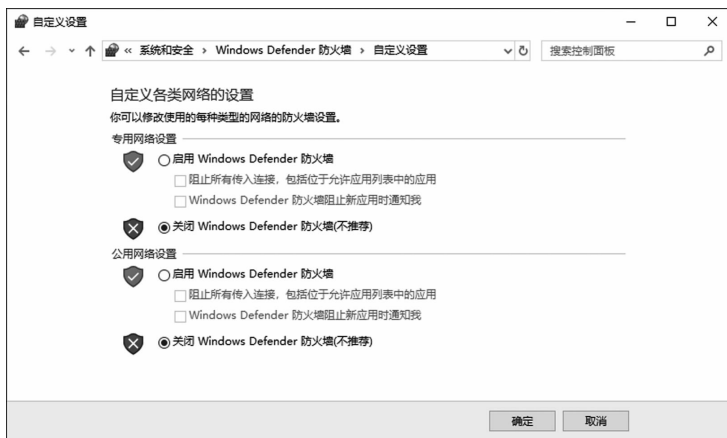 自定义设置
« 系统和安全 › Windows Defender 防火墙 › 自定义设置
搜索控制面板
自定义各类网络的设置
你可以修改使用的每种类型的网络的防火墙设置。
专用网络设置
启用 Windows Defender 防火墙
阻止所有传入连接，包括位于允许应用列表中的应用
Windows Defender 防火墙阻止新应用时通知我
关闭 Windows Defender 防火墙(不推荐)
公用网络设置
启用 Windows Defender 防火墙
阻止所有传入连接，包括位于允许应用列表中的应用
Windows Defender 防火墙阻止新应用时通知我
关闭 Windows Defender 防火墙(不推荐)
确定 取消